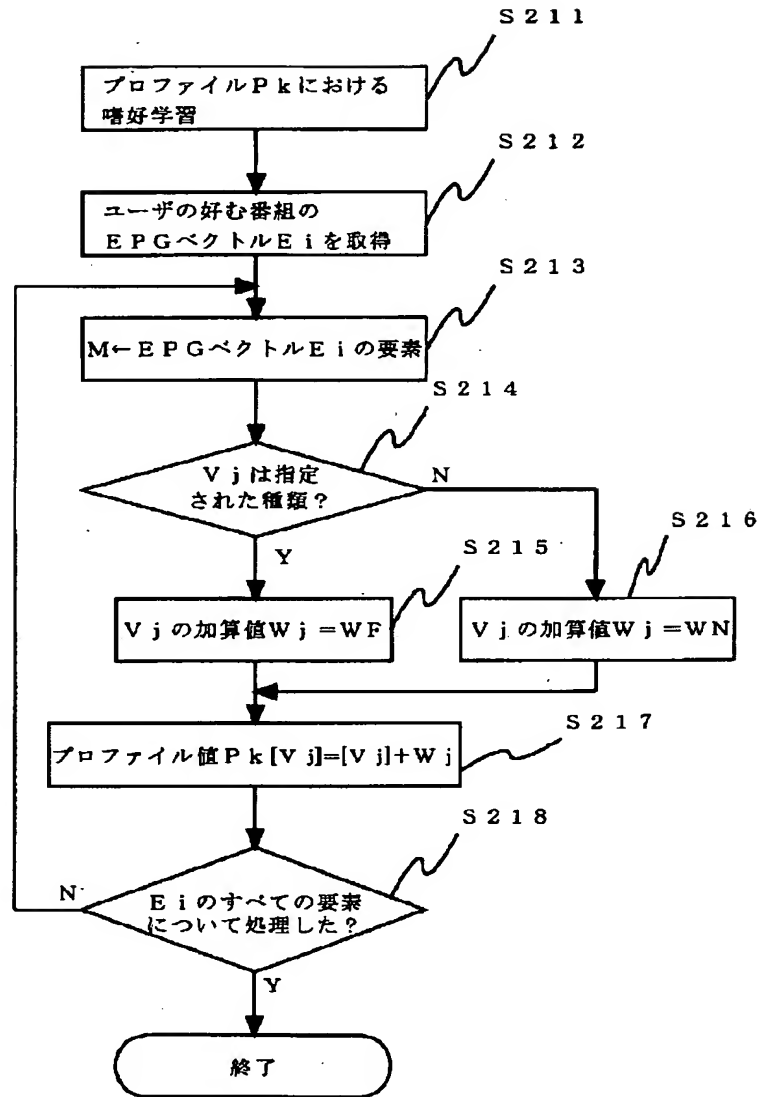 S211
プロファイルPkにおける
嗜好学習
S212
ユーザの好む番組の
EPGベクトルEiを取得
S213
M←EPGベクトルEiの要素
S214
Vjは指定
された種類?
N
Y
S215
Vjの加算値Wj=WF
S216
Vjの加算値Wj=WN
S217
プロファイル値Pk[Vj]=[Vj]+Wj
S218
Eiのすべての要素
について処理した?
N
Y
終了